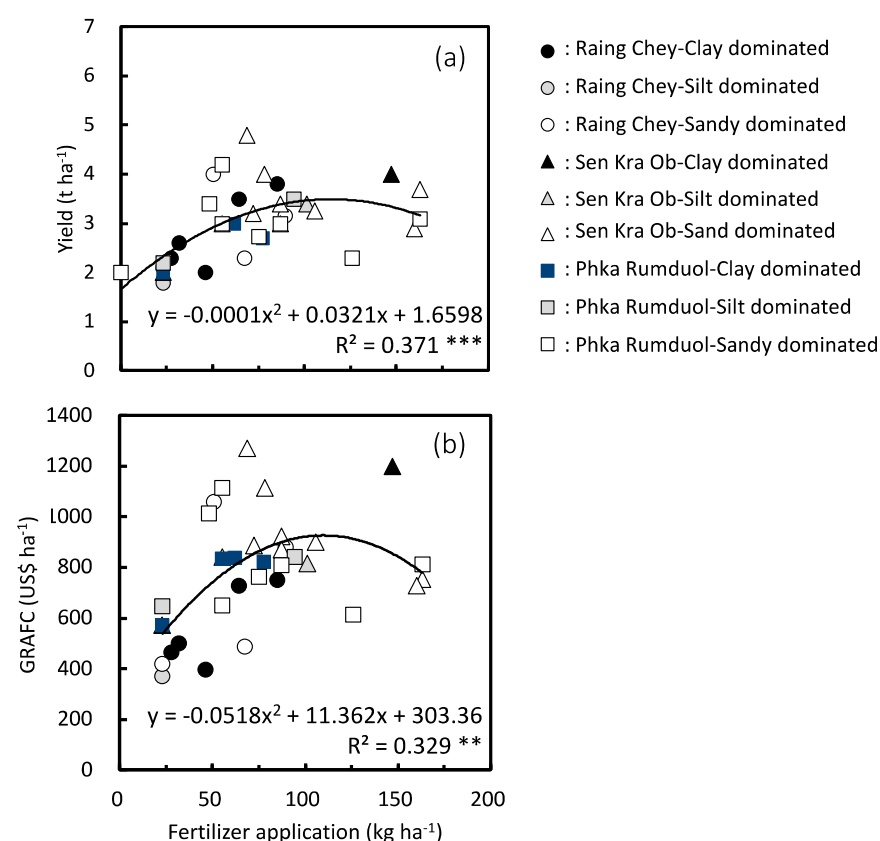 7
6
5
4
3
2
1
0
Yield (t ha-1)
(a)
y = -0.0001x² + 0.0321x + 1.6598
R² = 0.371 ***
: Raing Chey-Clay dominated
: Raing Chey-Silt dominated
: Raing Chey-Sandy dominated
: Sen Kra Ob-Clay dominated
: Sen Kra Ob-Silt dominated
: Sen Kra Ob-Sand dominated
: Phka Rumduol-Clay dominated
: Phka Rumduol-Silt dominated
: Phka Rumduol-Sandy dominated
1400
1200
1000
800
600
400
200
0
GRAFC (US$ ha-1)
(b)
y = -0.0518x² + 11.362x + 303.36
R² = 0.329 **
0 50 100 150 200
Fertilizer application (kg ha-1)